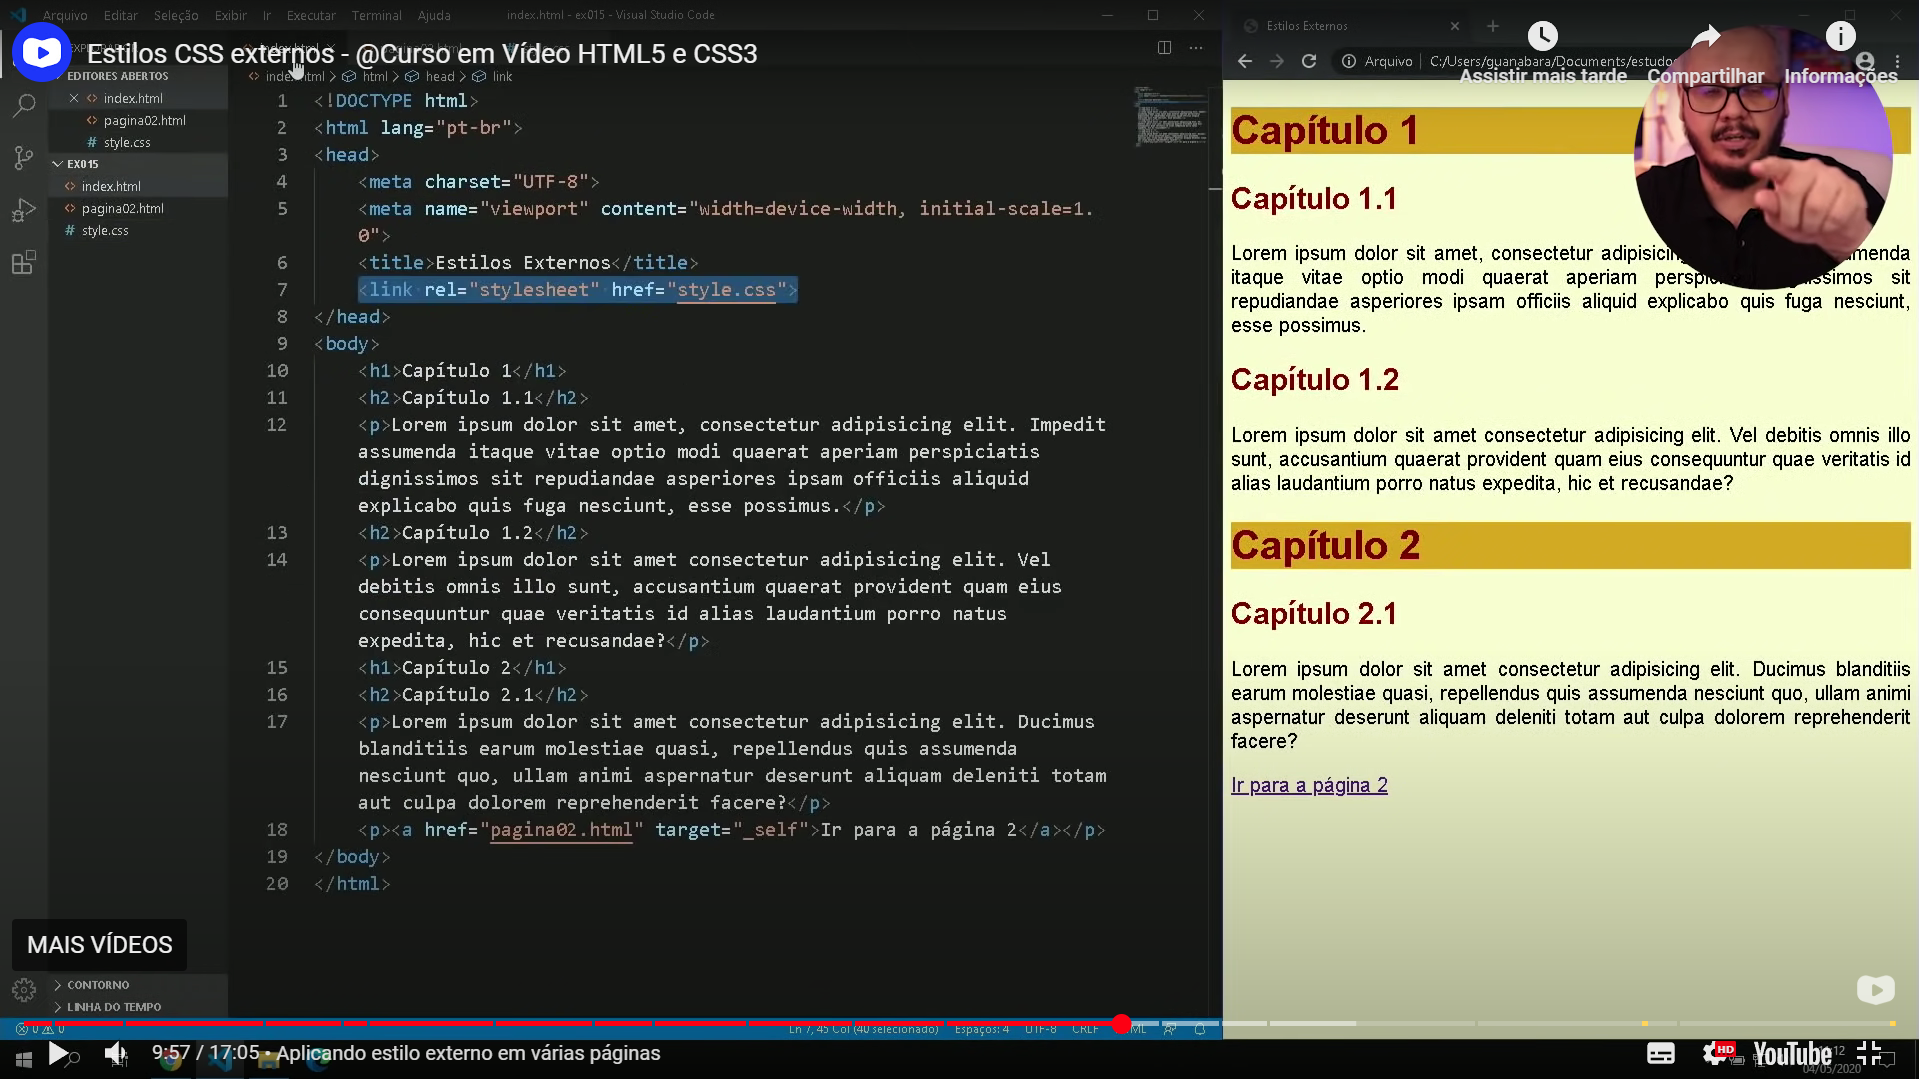 Arquivo Editar Seleção Exibir Ir Executar Terminal Ajuda
index.html - ex015 - Visual Studio Code
Estilos CSS externos - @Curso em Vídeo HTML5 e CSS3
EDITORES ABERTOS
index.html
pagina02.html
# style.css
EX015
index.html
pagina02.html
# style.css
html > head > link
1 <!DOCTYPE html>
2 <html lang="pt-br">
3 <head>
4 <meta charset="UTF-8">
5 <meta name="viewport" content="width=device-width, initial-scale=1.
0">
6 <title>Estilos Externos</title>
7 <link rel="stylesheet" href="style.css">
8 </head>
9 <body>
10 <h1>Capítulo 1</h1>
11 <h2>Capítulo 1.1</h2>
12 <p>Lorem ipsum dolor sit amet, consectetur adipisicing elit. Impedit
assumenda itaque vitae optio modi quaerat aperiam perspiciatis
dignissimos sit repudiandae asperiores ipsam officiis aliquid
explicabo quis fuga nesciunt, esse possimus.</p>
13 <h2>Capítulo 1.2</h2>
14 <p>Lorem ipsum dolor sit amet consectetur adipisicing elit. Vel
debitis omnis illo sunt, accusantium quaerat provident quam eius
consequuntur quae veritatis id alias laudantium porro natus
expedita, hic et recusandae?</p>
15 <h1>Capítulo 2</h1>
16 <h2>Capítulo 2.1</h2>
17 <p>Lorem ipsum dolor sit amet consectetur adipisicing elit. Ducimus
blanditiis earum molestiae quasi, repellendus quis assumenda
nesciunt quo, ullam animi aspernatur deserunt aliquam deleniti totam
aut culpa dolorem reprehenderit facere?</p>
18 <p><a href="pagina02.html" target="_self">Ir para a página 2</a></p>
19 </body>
20 </html>
MAIS VÍDEOS
CONTORNO
LINHA DO TEMPO
0 0
Ln 7, 45 Col (40 selecionado) Espaços: 4 UTF-8 CRLF
Estilos Externos
Arquivo | C:/Users/guanabara/Documents/estudos
Assistir mais tarde Compartilhar Informações
Capítulo 1
Capítulo 1.1
Lorem ipsum dolor sit amet, consectetur adipisicing
itaque vitae optio modi quaerat aperiam sit
repudiandae asperiores ipsam officiis aliquid explicabo quis fuga nesciunt,
esse possimus.
Capítulo 1.2
Lorem ipsum dolor sit amet consectetur adipisicing elit. Vel debitis omnis illo
sunt, accusantium quaerat provident quam eius consequuntur quae veritatis id
alias laudantium porro natus expedita, hic et recusandae?
Capítulo 2
Capítulo 2.1
Lorem ipsum dolor sit amet consectetur adipisicing elit. Ducimus blanditiis
earum molestiae quasi, repellendus quis assumenda nesciunt quo, ullam animi
aspernatur deserunt aliquam deleniti totam aut culpa dolorem reprehenderit
facere?
Ir para a página 2
9:57 / 17:05 • Aplicando estilo externo em várias páginas
HD
YouTube
04/05/2020